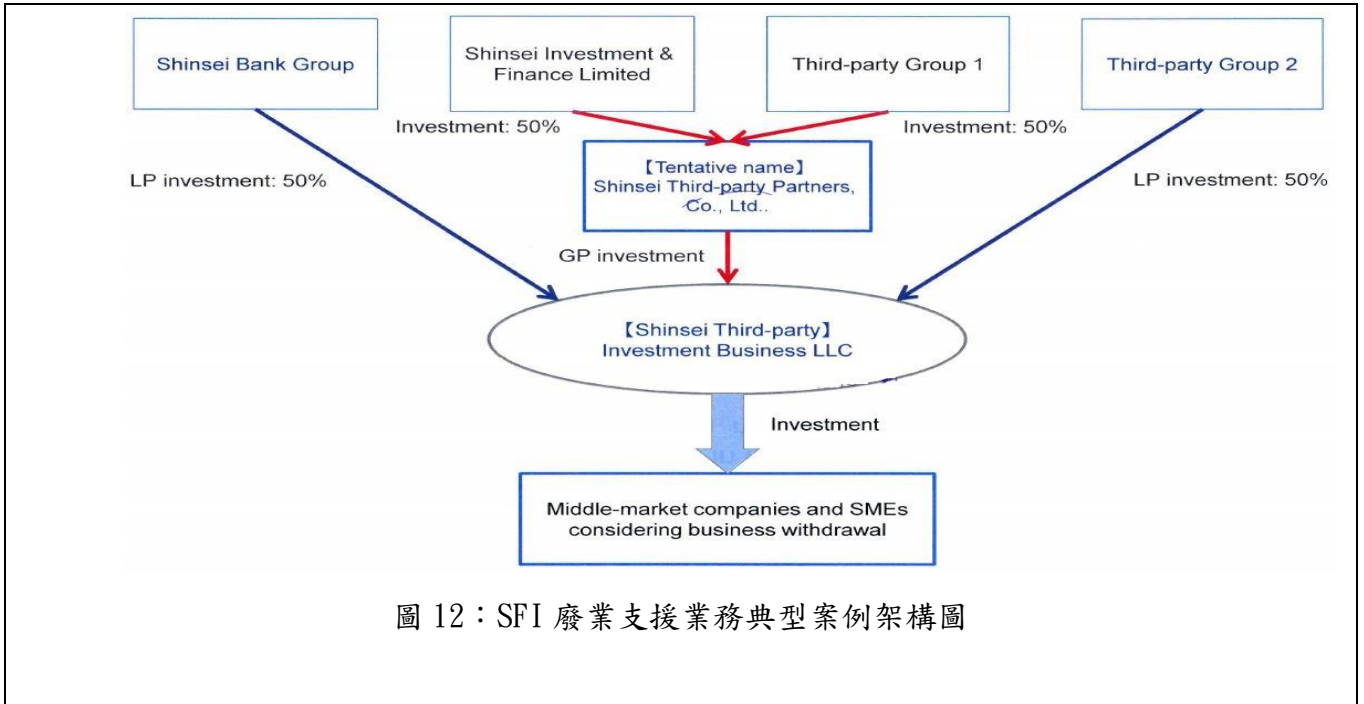 Shinsei Bank Group
Shinsei Investment &
Finance Limited
Third-party Group 1
Third-party Group 2
Investment: 50%
Investment: 50%
LP investment: 50%
【Tentative name】
Shinsei Third-party Partners,
Co., Ltd..
LP investment: 50%
GP investment
【Shinsei Third-party】
Investment Business LLC
Investment
Middle-market companies and SMEs
considering business withdrawal
圖 12：SFI 廢業支援業務典型案例架構圖